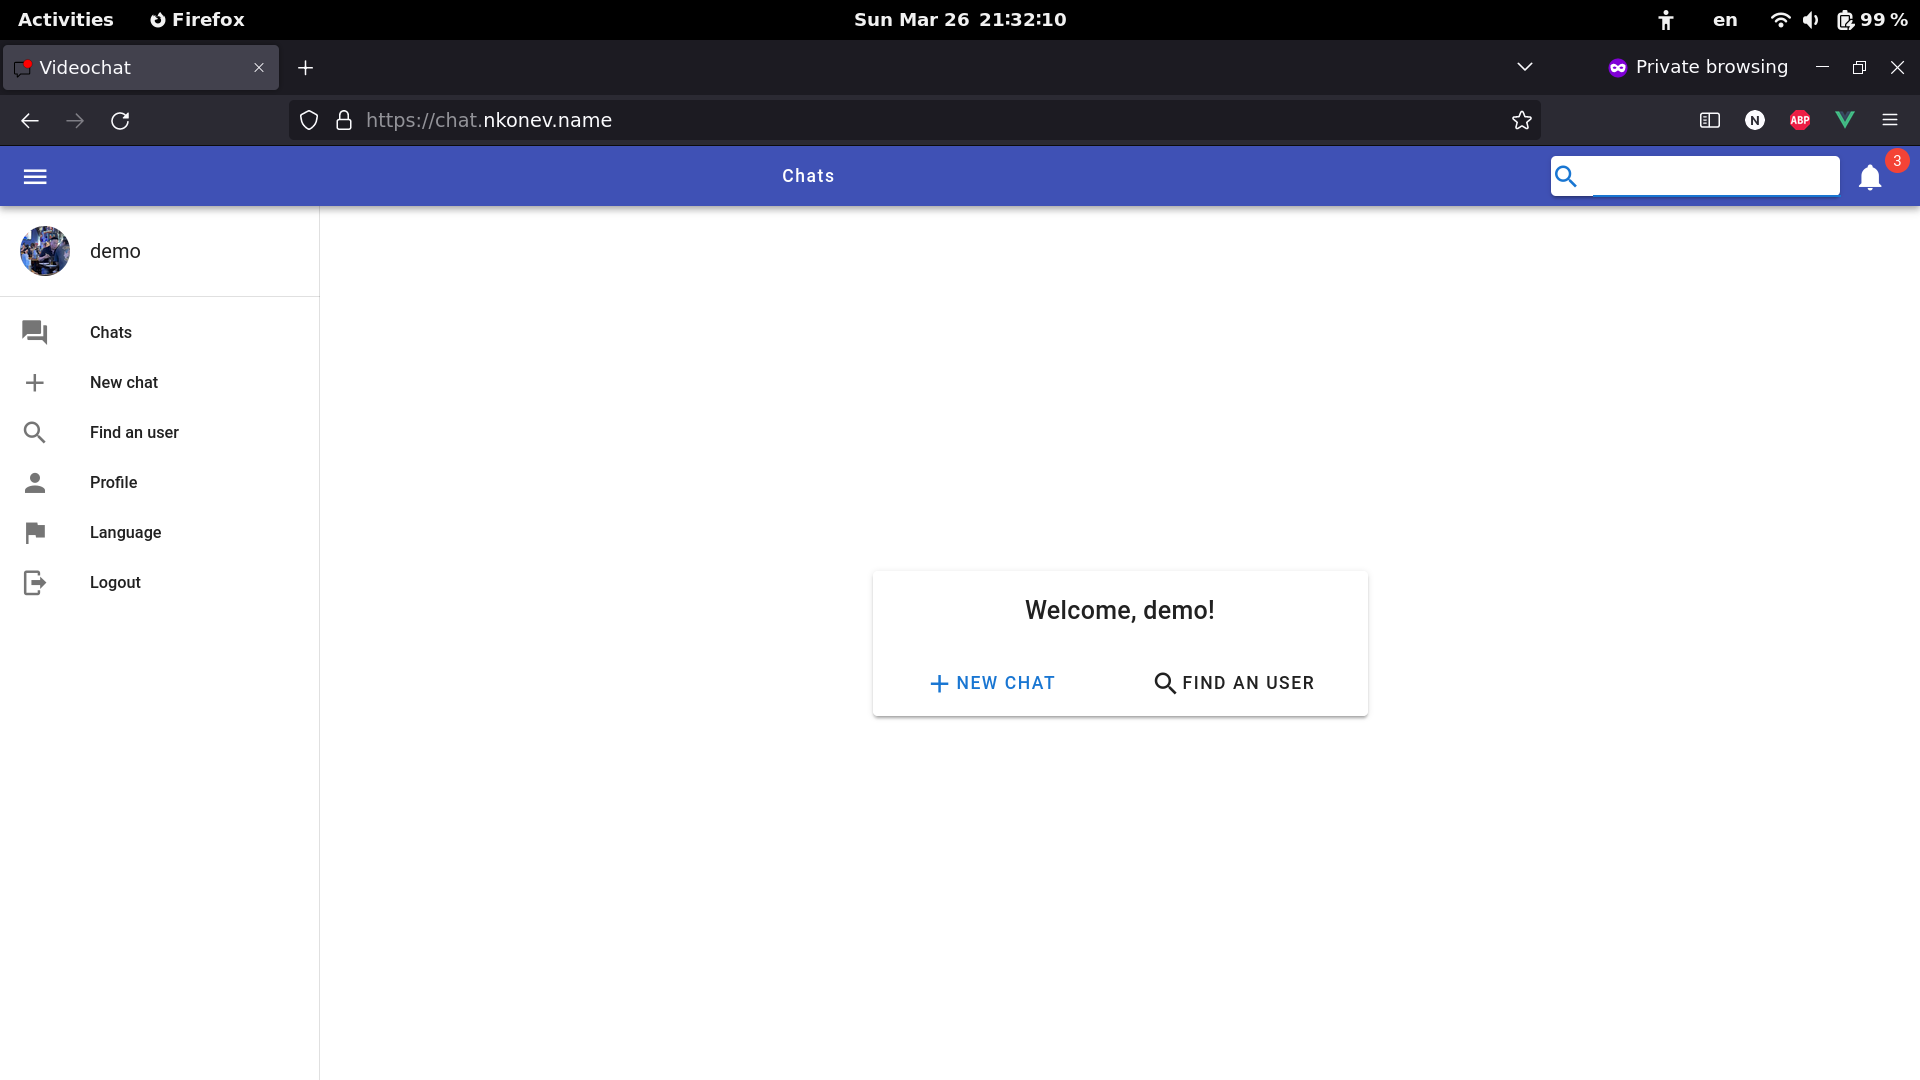 Activities Firefox Sun Mar 26 21:32:10 en 99 %
Videochat Private browsing
https://chat.nkonev.name N ABP
Chats 3
demo
Chats
New chat
Find an user
Profile
Language
Logout
Welcome, demo!
NEW CHAT FIND AN USER